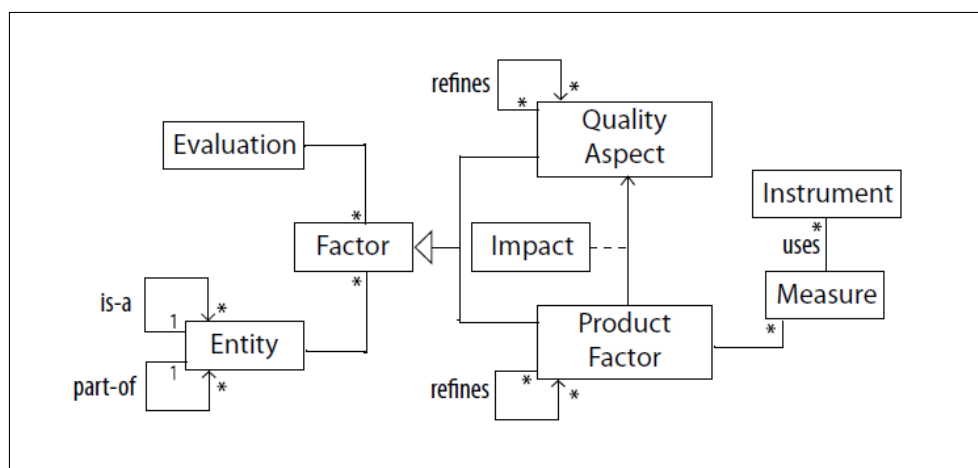 refines
*
*
Quality
Aspect
Evaluation
Instrument
*
*
uses
Factor
Impact
*
is-a
*
1
Measure
*
Product
Factor
Entity
part-of
1
*
refines
*
*